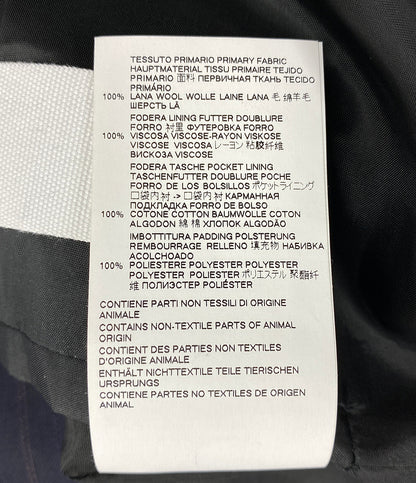 TESSUTO PRIMARIO PRIMARY FABRIC
HAUPTMATERIAL TISSU PRIMAIRE TEJIDO
PRIMARIO 面料 ПЕРВИЧНАЯ ТКАНЬ TECIDO
PRIMÁRIO
100% LANA WOOL WOLLE LAINE LANA 毛 绵羊毛
ШЕРСТЬ LÃ
FODERA LINING FUTTER DOUBLURE
FORRO 衬里 ФУТЕРОВКА FORRO
100% VISCOSA VISCOSE-RAYON VISKOSE
VISCOSE VISCOSA レーヨン 粘胶纤维
ВИСКОЗА VISCOSE
FODERA TASCHE POCKET LINING
TASCHENFUTTER DOUBLURE POCHE
FORRO DE LOS BOLSILLOS ポケットライニング
口袋内衬 -> 口袋内衬 КАРМАННАЯ
ПОДКЛАДКА FORRO DE BOLSO
100% COTONE COTTON BAUMWOLLE COTON
ALGODON 綿 棉 ХЛОПОК ALGODÃO
IMBOTTITURA PADDING POLSTERUNG
REMBOURRAGE RELLENO 填充物 НАБИВКА
ACOLCHOADO
100% POLIESTERE POLYESTER POLYESTER
POLYESTER POLIESTER ポリエステル 聚酯纤
维 ПОЛИЭСТЕР POLIÉSTER
CONTIENE PARTI NON TESSILI DI ORIGINE
ANIMALE
CONTAINS NON-TEXTILE PARTS OF ANIMAL
ORIGIN
CONTIENT DES PARTIES NON TEXTILES
D'ORIGINE ANIMALE
ENTHÄLT NICHTTEXTILE TEILE TIERISCHEN
URSPRUNGS
CONTIENE PARTES NO TEXTILES DE ORIGEN
ANIMAL